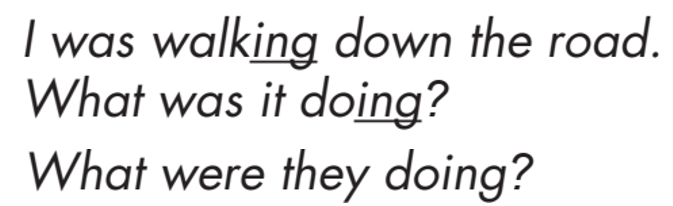 I was walking down the road.
What was it doing?
What were they doing?